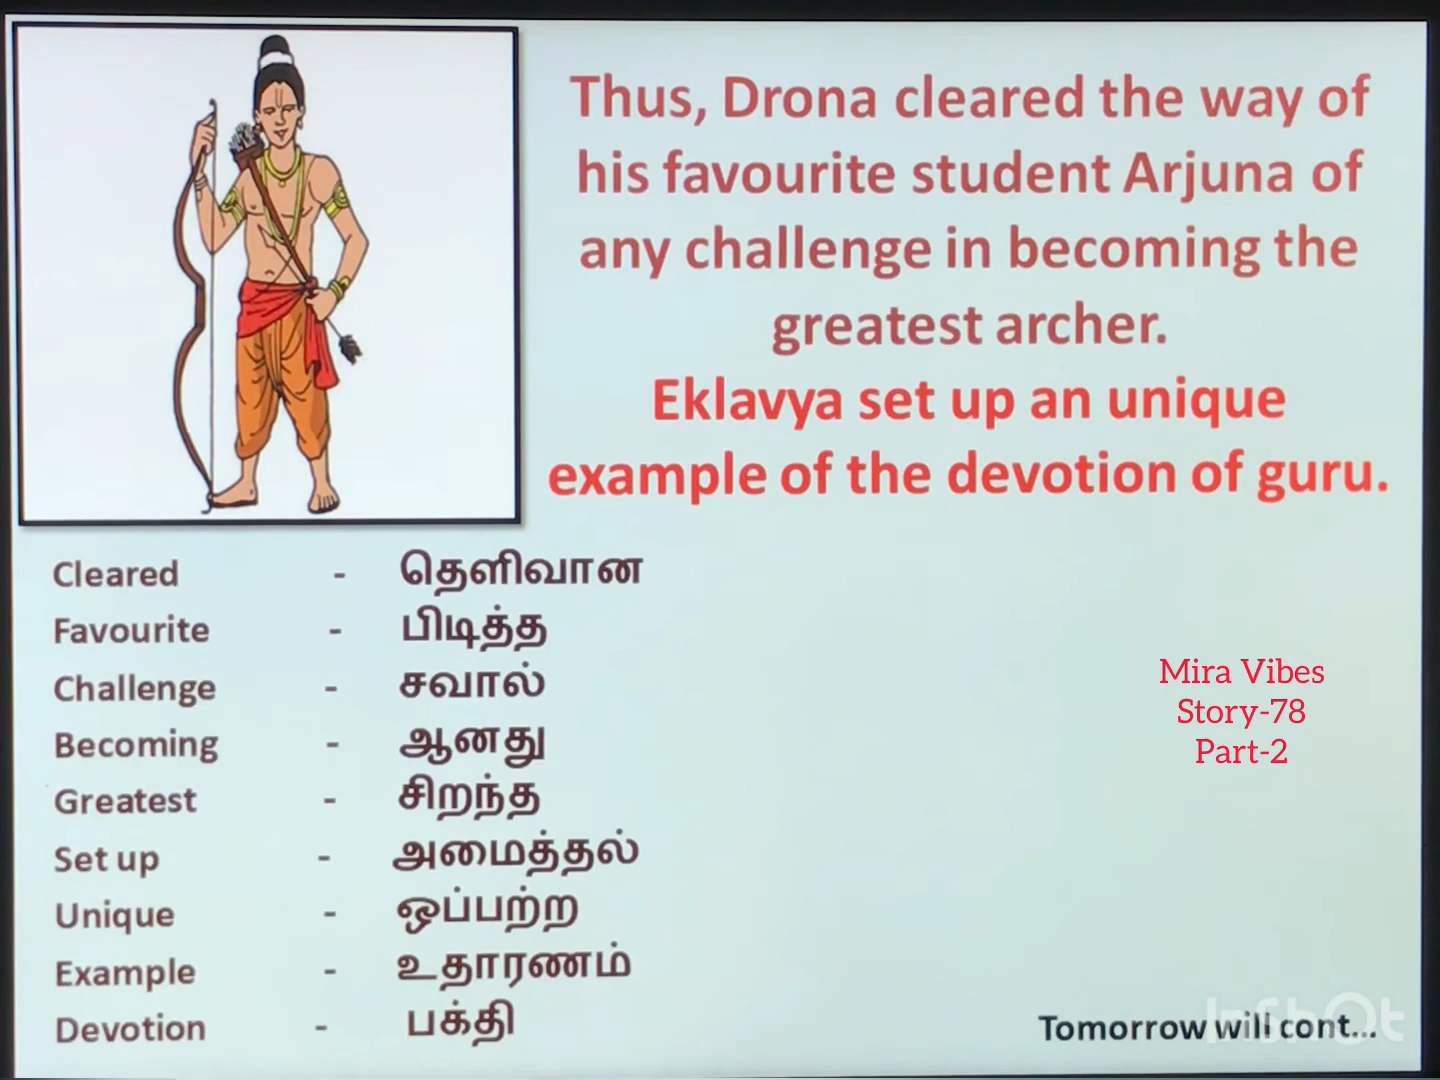 Thus, Drona cleared the way of
his favourite student Arjuna of
any challenge in becoming the
greatest archer.
Eklavya set up an unique
example of the devotion of guru.
Cleared - தெளிவான
Favourite - பிடித்த
Challenge - சவால்
Becoming - ஆனது
Greatest - சிறந்த
Set up - அமைத்தல்
Unique - ஒப்பற்ற
Example - உதாரணம்
Devotion - பக்தி
Mira Vibes
Story-78
Part-2
Tomorrow will cont...
InShOt